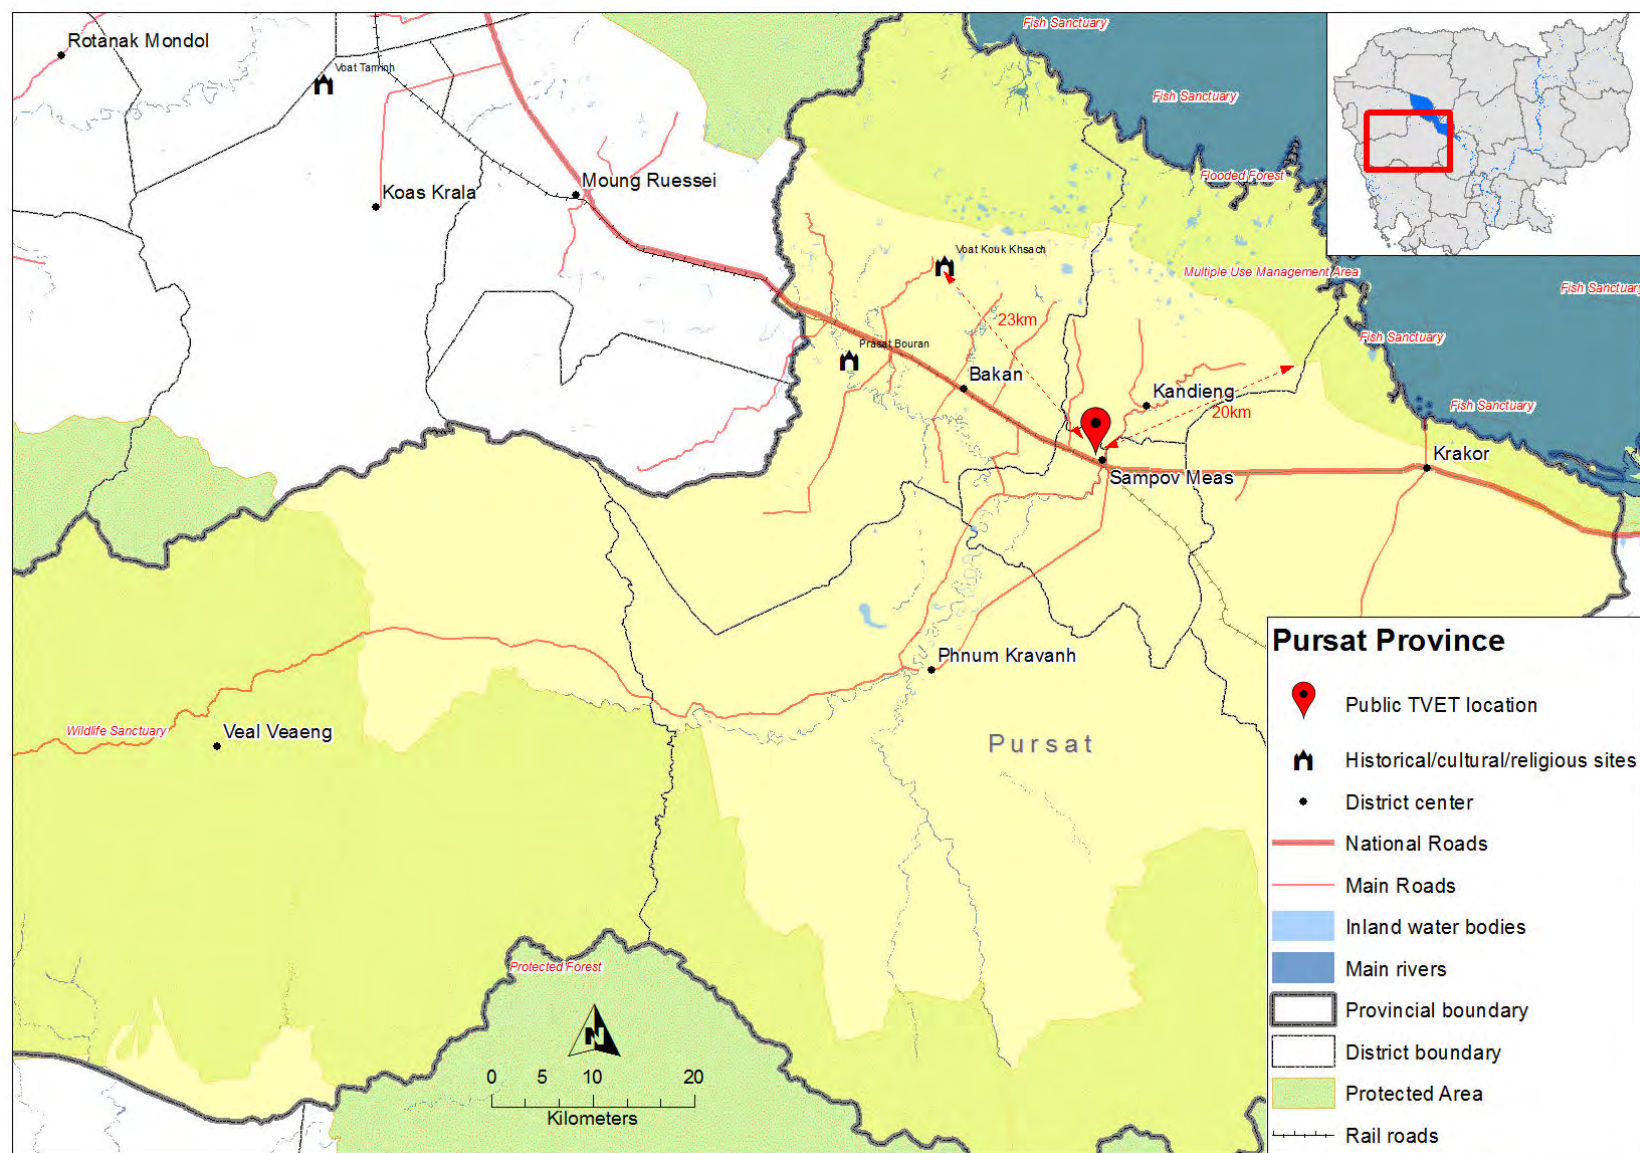 Fish Sanctuary
Rotanak Mondol
Voat Taminh
Fish Sanctuary
Koas Krala
Moung Ruessei
Flooded Forest
Voat Kouk Khsach
Multiple Use Management Area
Fish Sanctuary
23km
Prasat Bouran
Fish Sanctuary
Bakan
Kandieng
20km
Fish Sanctuary
Krakor
Sampov Meas
Phnum Kravanh
Wildlife Sanctuary
Veal Veaeng
Pursat
Protected Forest
N
0 5 10 20
Kilometers
Pursat Province
Public TVET location
Historical/cultural/religious sites
District center
National Roads
Main Roads
Inland water bodies
Main rivers
Provincial boundary
District boundary
Protected Area
Rail roads